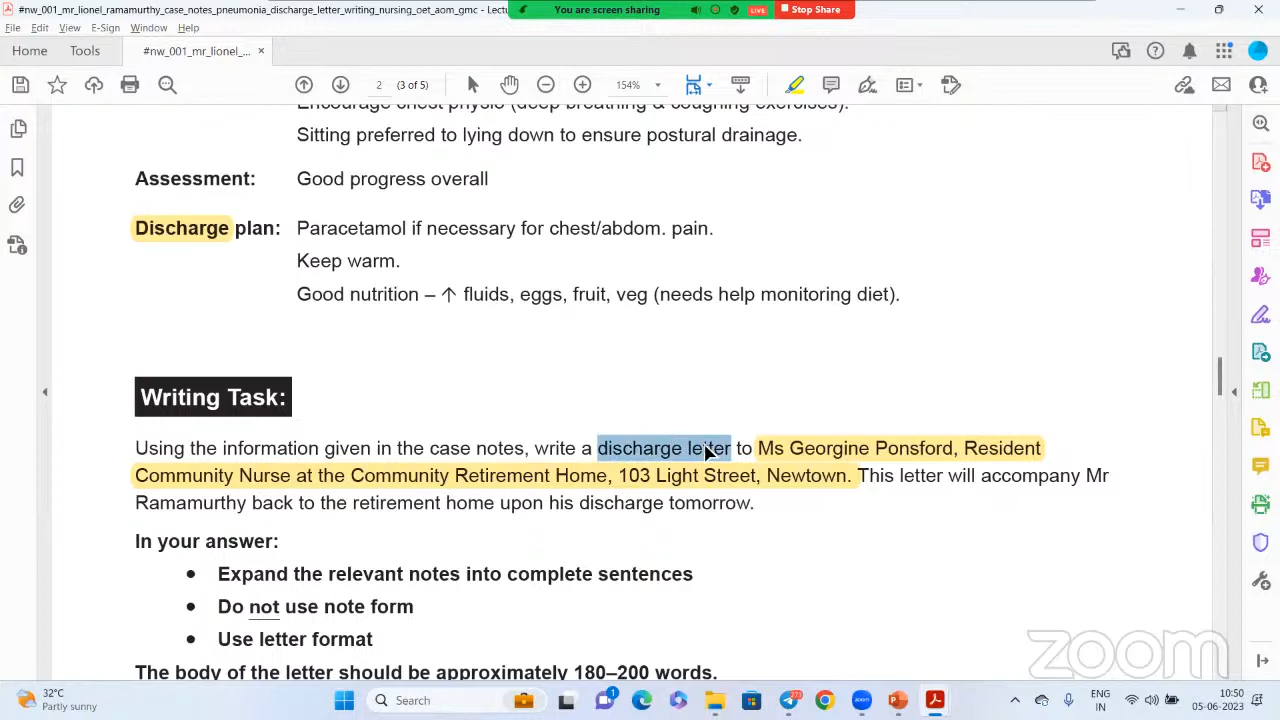 #nw_001_mr_lionel_ramamurthy_case_notes_pneumonia_discharge_letter_writing_nursing_oet_aom_gmc - Lectu
You are screen sharing
LIVE
Stop Share
File Edit View E-Sign Window Help
Home Tools #nw_001_mr_lionel_... ×
2 (3 of 5) 154%
Encourage chest physio (deep breathing & coughing exercises).
Sitting preferred to lying down to ensure postural drainage.
Assessment: Good progress overall
Discharge plan: Paracetamol if necessary for chest/abdom. pain.
Keep warm.
Good nutrition – ↑ fluids, eggs, fruit, veg (needs help monitoring diet).
Writing Task:
Using the information given in the case notes, write a discharge letter to Ms Georgine Ponsford, Resident
Community Nurse at the Community Retirement Home, 103 Light Street, Newtown. This letter will accompany Mr
Ramamurthy back to the retirement home upon his discharge tomorrow.
In your answer:
• Expand the relevant notes into complete sentences
• Do not use note form
• Use letter format
The body of the letter should be approximately 180–200 words.
zoom
32°C
Partly sunny
Search
1
273
zoom
ENG
IN
10:50
05-06-2023